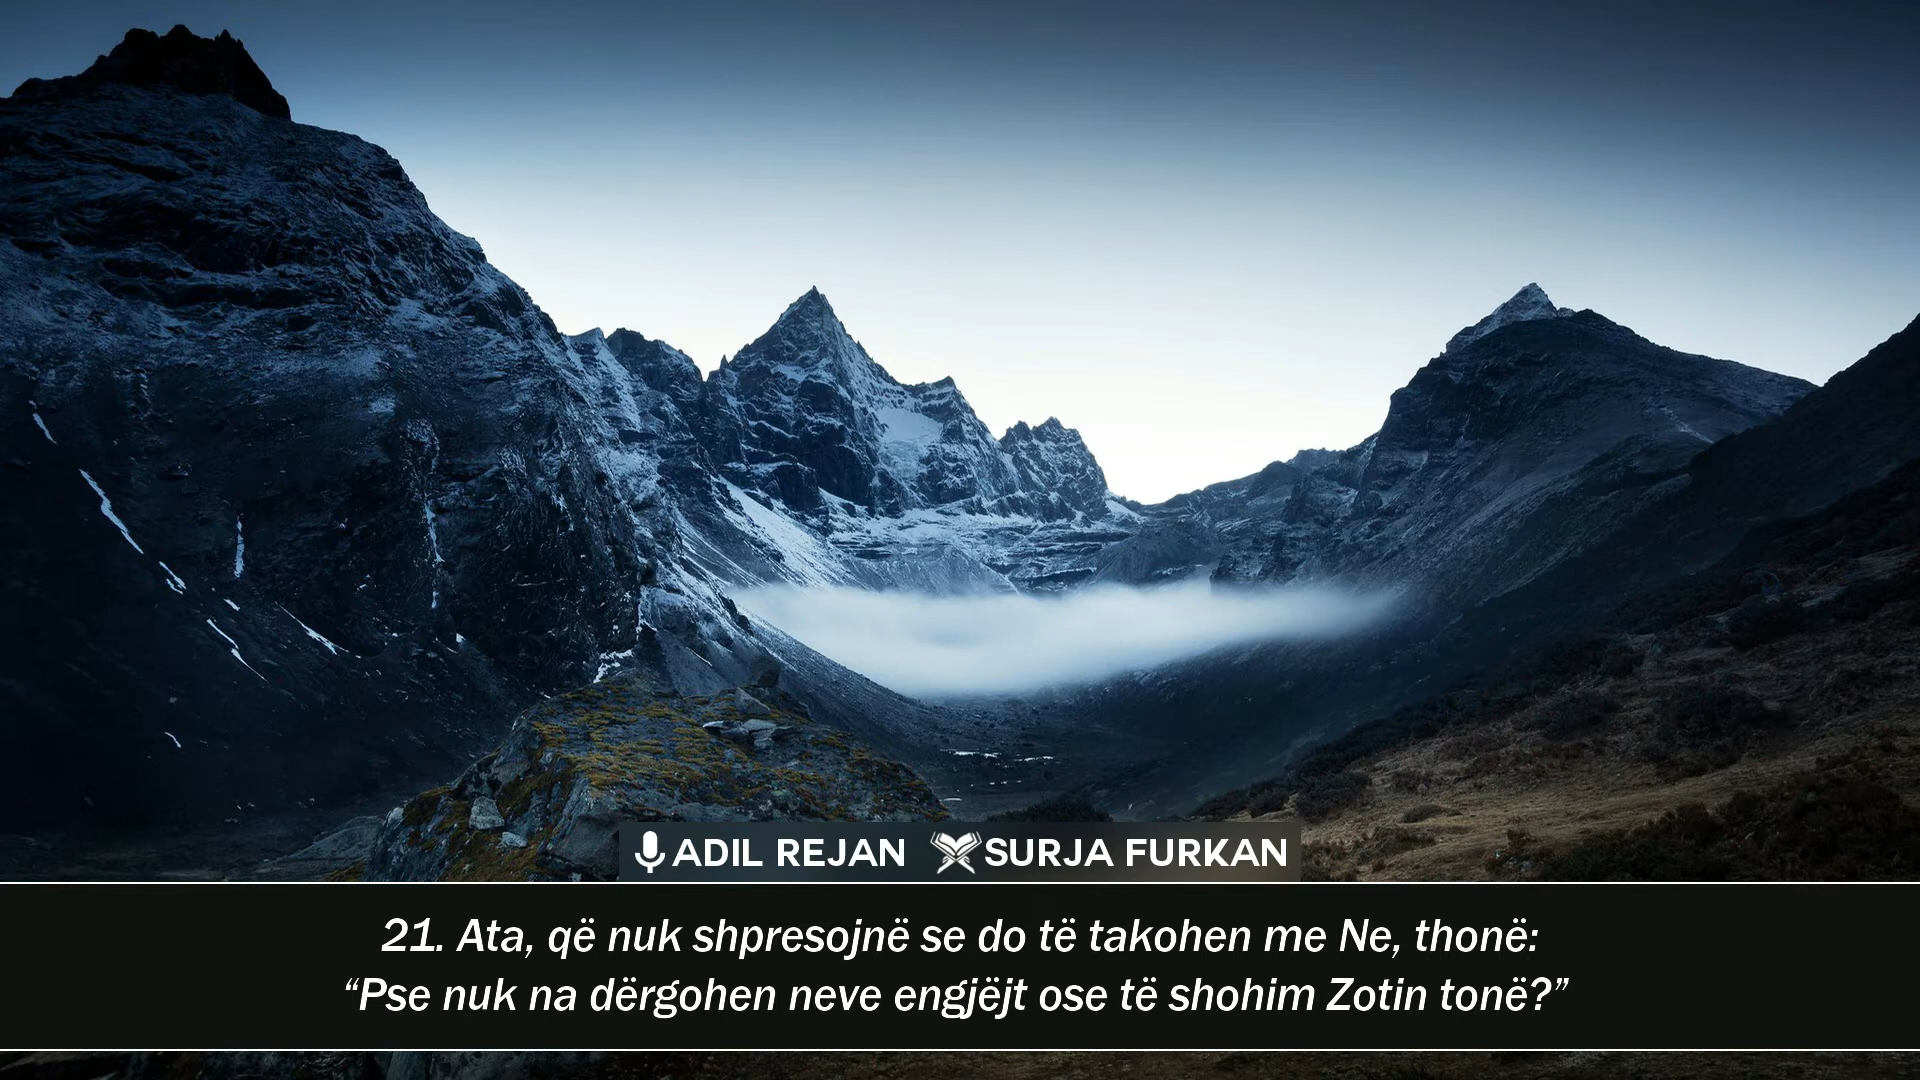 ADIL REJAN SURJA FURKAN
21. Ata, që nuk shpresojnë se do të takohen me Ne, thonë:
“Pse nuk na dërgohen neve engjëjt ose të shohim Zotin tonë?”